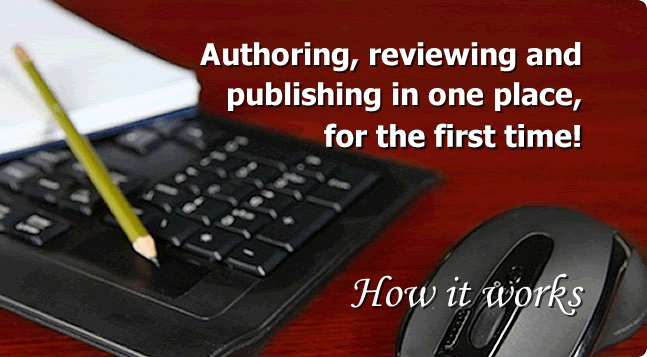 Authoring, reviewing and
publishing in one place,
for the first time!
How it works